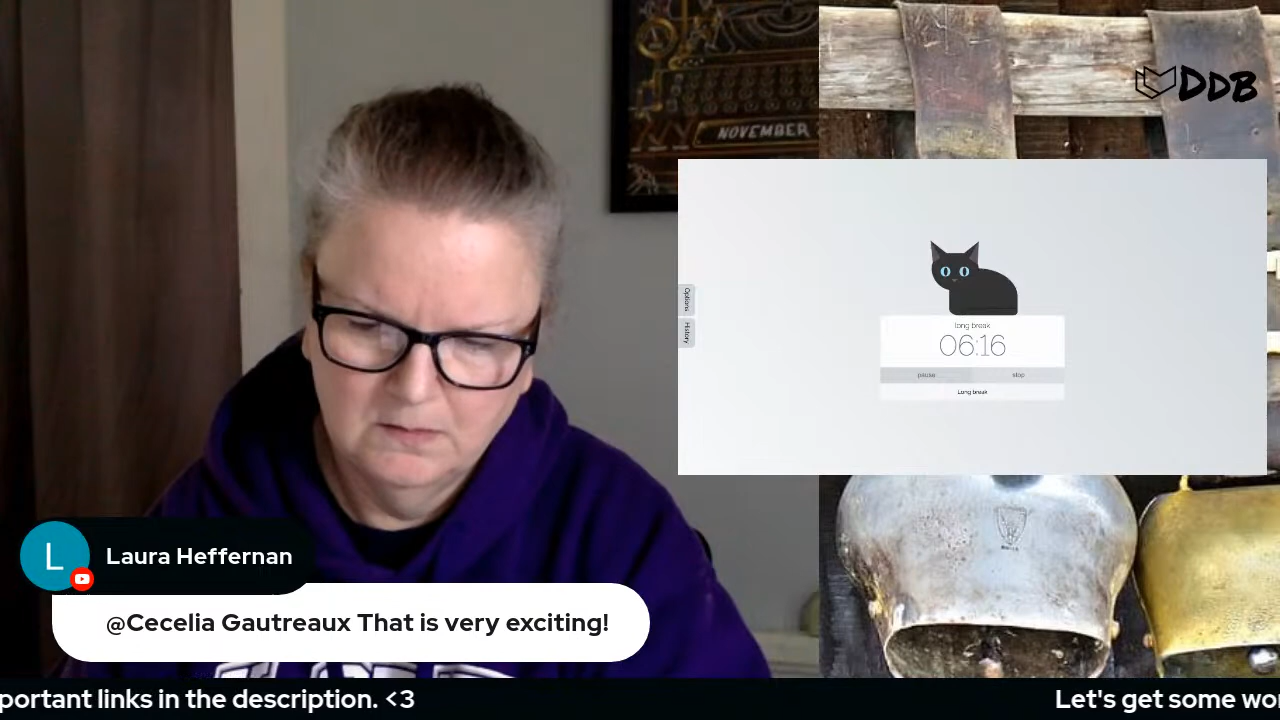 NOVEMBER
DDB
Options
History
long break
06:16
pause
stop
Long break
Laura Heffernan
L
@Cecelia Gautreaux That is very exciting!
portant links in the description. <3
Let's get some wor